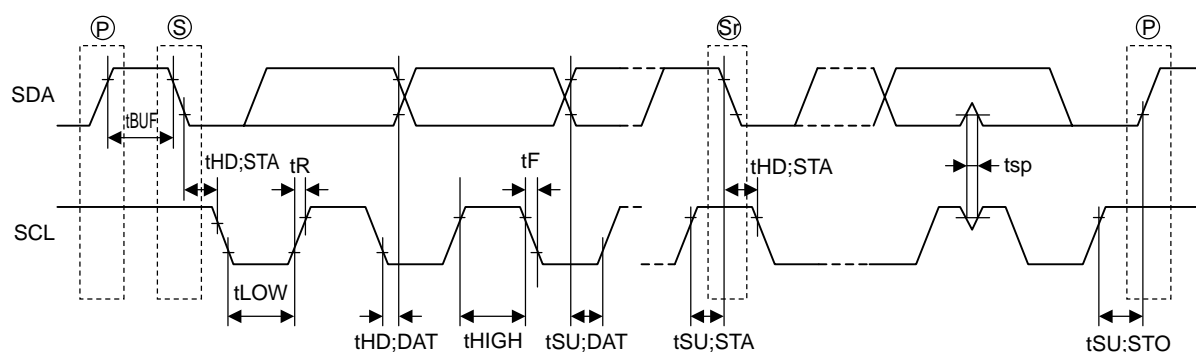 P S Sr P
SDA
tBUF
tHD;STA
tR
tF
tHD;STA
tsp
SCL
tLOW
tHD;DAT
tHIGH
tSU;DAT
tSU;STA
tSU;STO